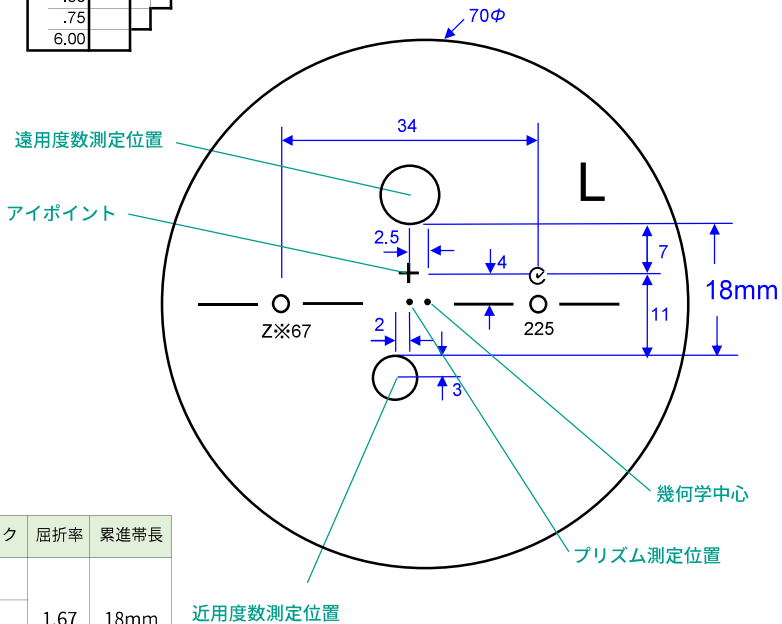 .75
6.00
70Φ
34
遠用度数測定位置
L
アイポイント
2.5
4
7
18mm
Z※67
225
11
2
3
幾何学中心
プリズム測定位置
近用度数測定位置
ク 屈折率 累進帯長
1.67 18mm